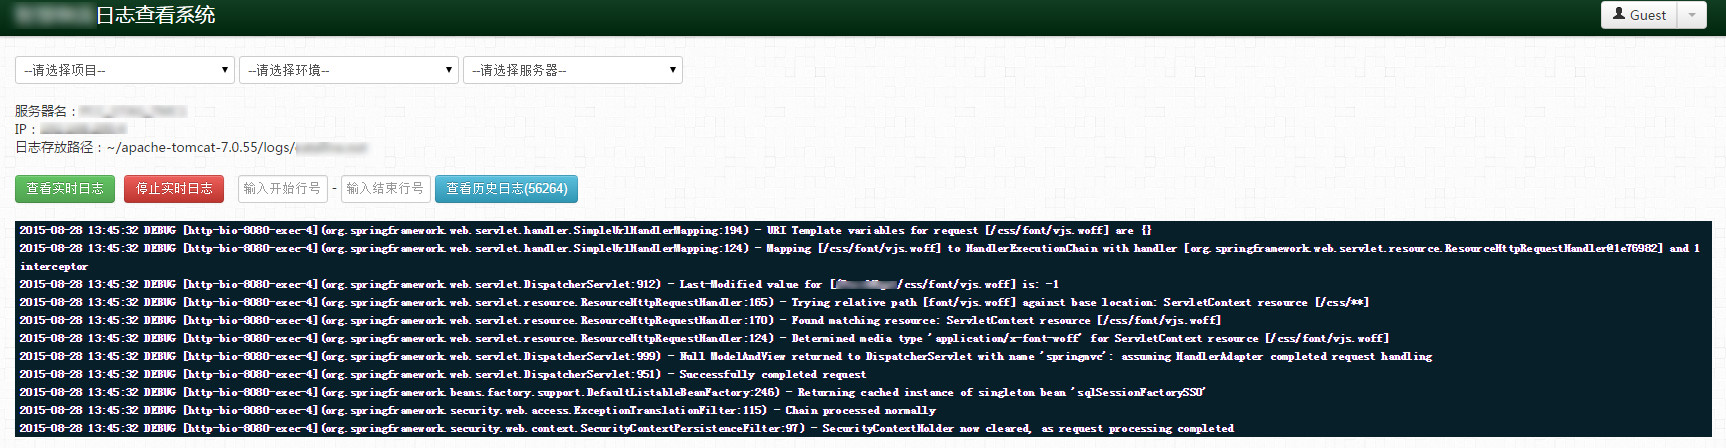 日志查看系统
Guest
--请选择项目-- --请选择环境-- --请选择服务器--
服务器名：
IP：
日志存放路径：~/apache-tomcat-7.0.55/logs/
查看实时日志 停止实时日志 输入开始行号 - 输入结束行号 查看历史日志(56264)
2015-08-28 13:45:32 DEBUG [http-bio-8080-exec-4](org.springframework.web.servlet.handler.SimpleUrlHandlerMapping:194) - URI Template variables for request [/css/font/vjs.woff] are {}
2015-08-28 13:45:32 DEBUG [http-bio-8080-exec-4](org.springframework.web.servlet.handler.SimpleUrlHandlerMapping:124) - Mapping [/css/font/vjs.woff] to HandlerExecutionChain with handler [org.springframework.web.servlet.resource.ResourceHttpRequestHandler@1e76982] and 1
interceptor
2015-08-28 13:45:32 DEBUG [http-bio-8080-exec-4](org.springframework.web.servlet.DispatcherServlet:912) - Last-Modified value for [/css/font/vjs.woff] is: -1
2015-08-28 13:45:32 DEBUG [http-bio-8080-exec-4](org.springframework.web.servlet.resource.ResourceHttpRequestHandler:165) - Trying relative path [font/vjs.woff] against base location: ServletContext resource [/css/**]
2015-08-28 13:45:32 DEBUG [http-bio-8080-exec-4](org.springframework.web.servlet.resource.ResourceHttpRequestHandler:170) - Found matching resource: ServletContext resource [/css/font/vjs.woff]
2015-08-28 13:45:32 DEBUG [http-bio-8080-exec-4](org.springframework.web.servlet.resource.ResourceHttpRequestHandler:124) - Determined media type 'application/x-font-woff' for ServletContext resource [/css/font/vjs.woff]
2015-08-28 13:45:32 DEBUG [http-bio-8080-exec-4](org.springframework.web.servlet.DispatcherServlet:999) - Null ModelAndView returned to DispatcherServlet with name 'springmvc': assuming HandlerAdapter completed request handling
2015-08-28 13:45:32 DEBUG [http-bio-8080-exec-4](org.springframework.web.servlet.DispatcherServlet:951) - Successfully completed request
2015-08-28 13:45:32 DEBUG [http-bio-8080-exec-4](org.springframework.beans.factory.support.DefaultListableBeanFactory:246) - Returning cached instance of singleton bean 'sqlSessionFactorySSO'
2015-08-28 13:45:32 DEBUG [http-bio-8080-exec-4](org.springframework.security.web.access.ExceptionTranslationFilter:115) - Chain processed normally
2015-08-28 13:45:32 DEBUG [http-bio-8080-exec-4](org.springframework.security.web.context.SecurityContextPersistenceFilter:97) - SecurityContextHolder now cleared, as request processing completed